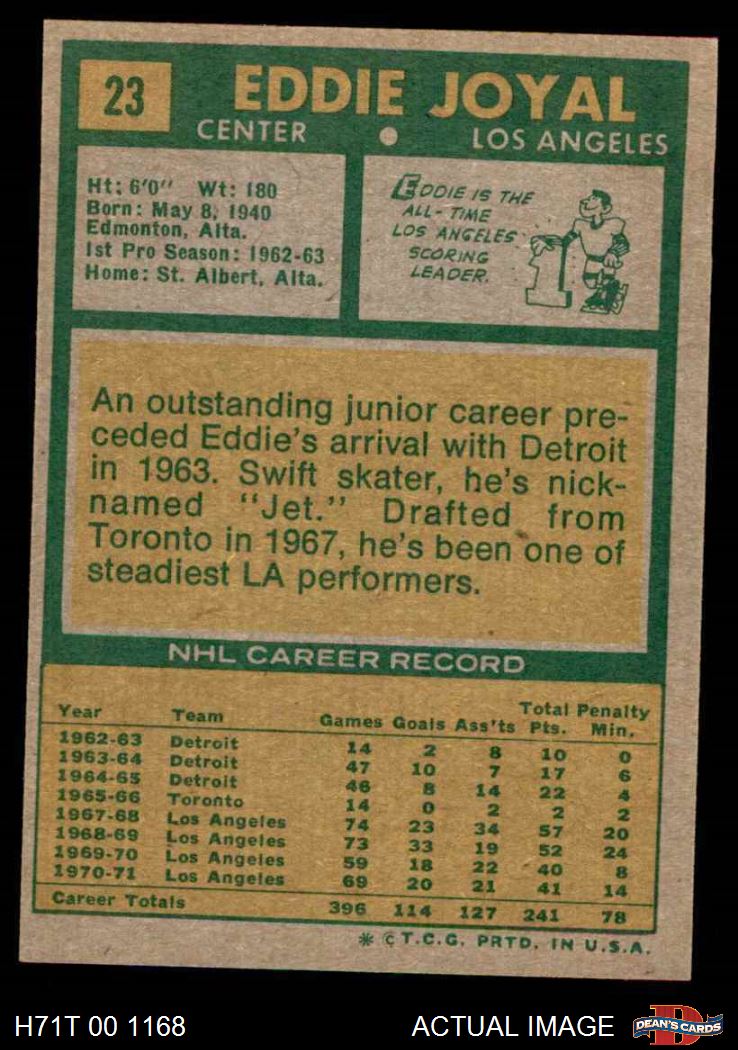 23
EDDIE JOYAL
CENTER
LOS ANGELES
Ht: 6'0" Wt: 180
Born: May 8, 1940
Edmonton, Alta.
1st Pro Season: 1962-63
Home: St. Albert, Alta.
EDDIE IS THE
ALL-TIME
LOS ANGELES
SCORING
LEADER.
1
An outstanding junior career pre-
ceded Eddie's arrival with Detroit
in 1963. Swift skater, he's nick-
named "Jet." Drafted from
Toronto in 1967, he's been one of
steadiest LA performers.
NHL CAREER RECORD
Year Team Games Goals Ass'ts Total Pts. Penalty Min.
1962-63 Detroit 14 2 8 10 0
1963-64 Detroit 47 10 7 17 6
1964-65 Detroit 46 8 14 22 4
1965-66 Toronto 14 0 2 2 2
1967-68 Los Angeles 74 23 34 57 20
1968-69 Los Angeles 73 33 19 52 24
1969-70 Los Angeles 59 18 22 40 8
1970-71 Los Angeles 69 20 21 41 14
Career Totals 396 114 127 241 78
* © T.C.G. PRTD. IN U.S.A.
H71T 00 1168
ACTUAL IMAGE
D
DEAN'S CARDS